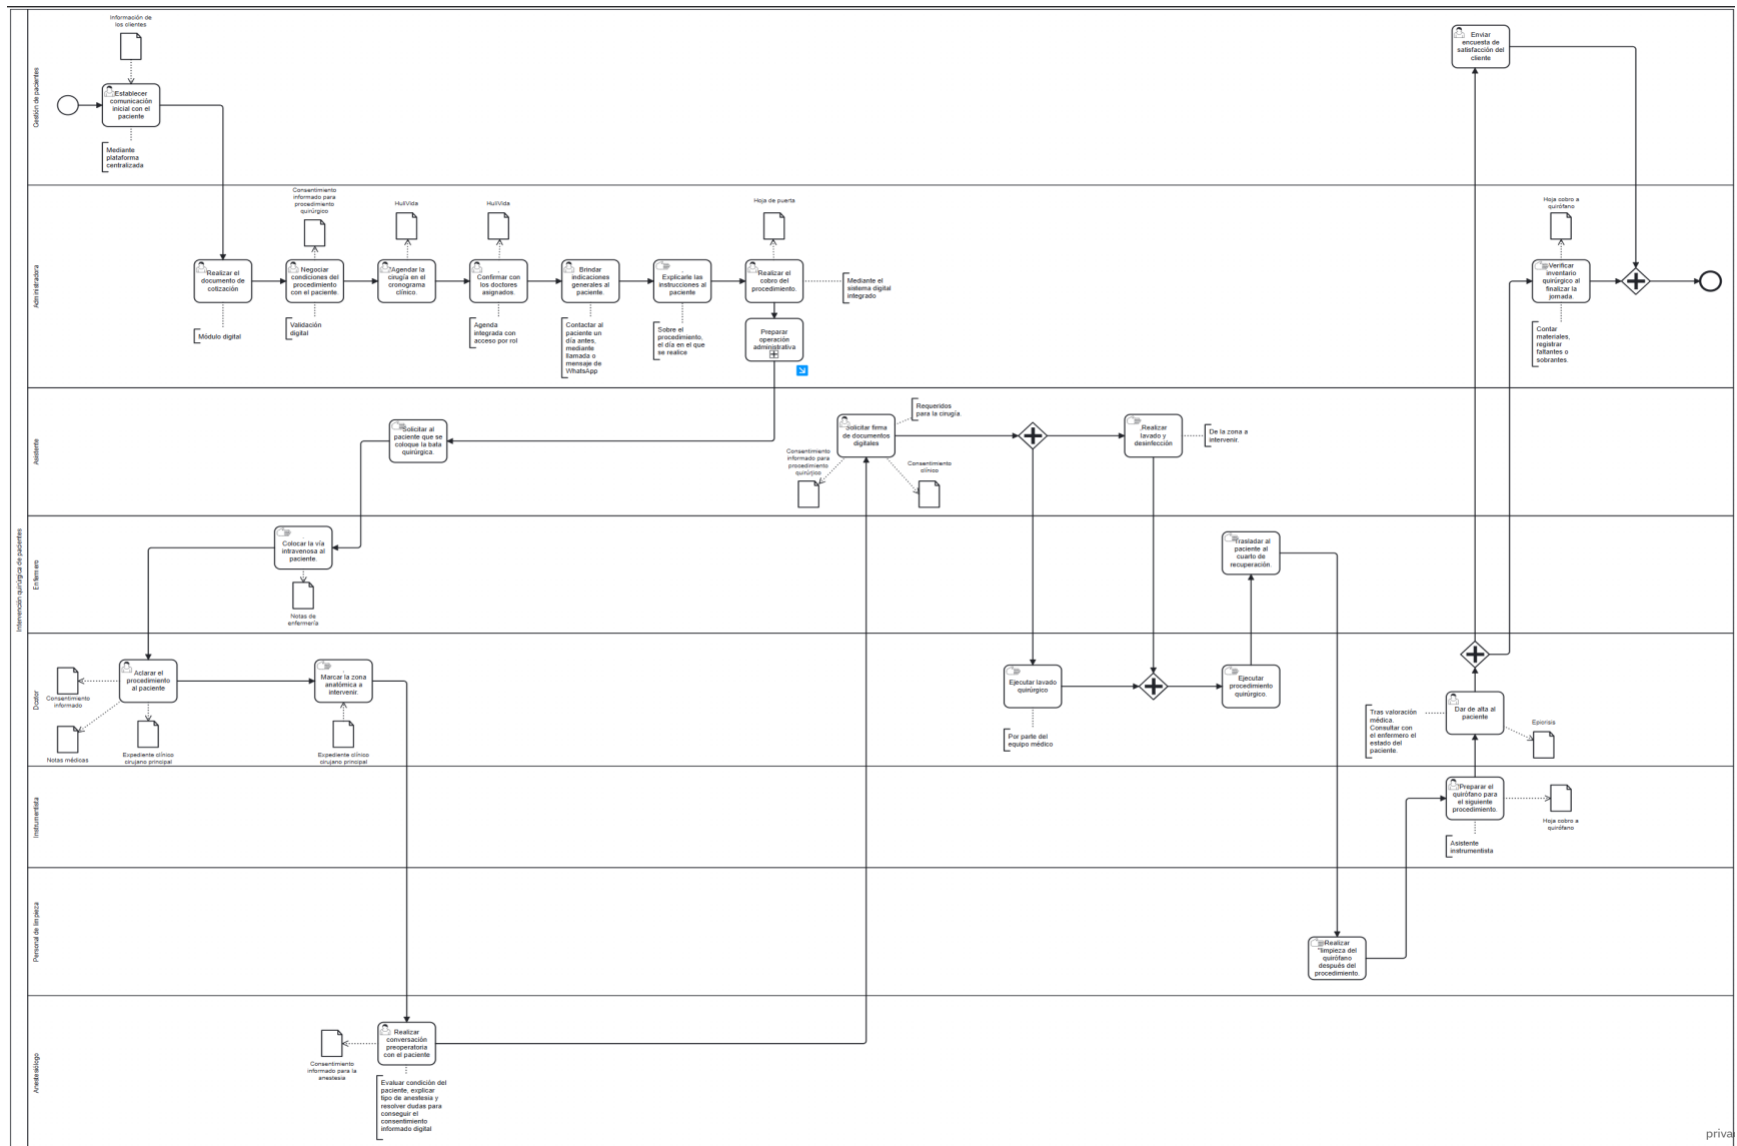 Información de
los clientes
Establecer
comunicación
inicial con el
paciente
Mediante
plataforma
centralizada
Gestión de pacientes
Enviar
encuesta de
satisfacción del
cliente
Intervención quirúrgica de pacientes
Administradora
Realizar el
documento de
cotización
Módulo digital
Consentimiento
informado para
procedimiento
quirúrgico
Negociar
condiciones del
procedimiento
con el paciente.
Validación
digital
HuliVida
Agendar la
cirugía en el
cronograma
clínico.
HuliVida
Confirmar con
los doctores
asignados.
Agenda
integrada con
acceso por rol
Brindar
indicaciones
generales al
paciente.
Contactar al
paciente un
día antes,
mediante
llamada o
mensaje de
WhatsApp
Explicarle las
instrucciones al
paciente
Sobre el
procedimiento,
el día en el que
se realice
Hoja de puerta
Realizar el
cobro del
procedimiento.
Mediante el
sistema digital
integrado
Preparar
operación
administrativa
Hoja cobro a
quirófano
Verificar
inventario
quirúrgico al
finalizar la
jornada.
Contar
materiales,
registrar
faltantes o
sobrantes.
Asistente
Solicitar al
paciente que se
coloque la bata
quirúrgica.
Solicitar firma
de documentos
digitales
Requeridos
para la cirugía.
Consentimiento
informado para
procedimiento
quirúrgico
Consentimiento
clínico
Realizar
lavado y
desinfección
De la zona a
intervenir.
Enfermero
Colocar la vía
intravenosa al
paciente.
Notas de
enfermería
Trasladar al
paciente al
cuarto de
recuperación.
Doctor
Aclarar el
procedimiento
al paciente
Consentimiento
informado
Notas médicas
Expediente clínico
cirujano principal
Marcar la zona
anatómica a
intervenir.
Expediente clínico
cirujano principal
Ejecutar lavado
quirúrgico
Por parte del
equipo médico
Ejecutar
procedimiento
quirúrgico.
Tras valoración
médica.
Consultar con
el enfermero el
estado del
paciente.
Dar de alta al
paciente
Epicrisis
Instrumentista
Preparar el
quirófano para
el siguiente
procedimiento.
Hoja cobro a
quirófano
Asistente
instrumentista
Personal de limpieza
Realizar
limpieza del
quirófano
después del
procedimiento.
Anestesiólogo
Realizar
conversación
preoperatoria
con el paciente
Consentimiento
informado para la
anestesia
Evaluar condición del
paciente, explicar
tipo de anestesia y
resolver dudas para
conseguir el
consentimiento
informado digital
priva